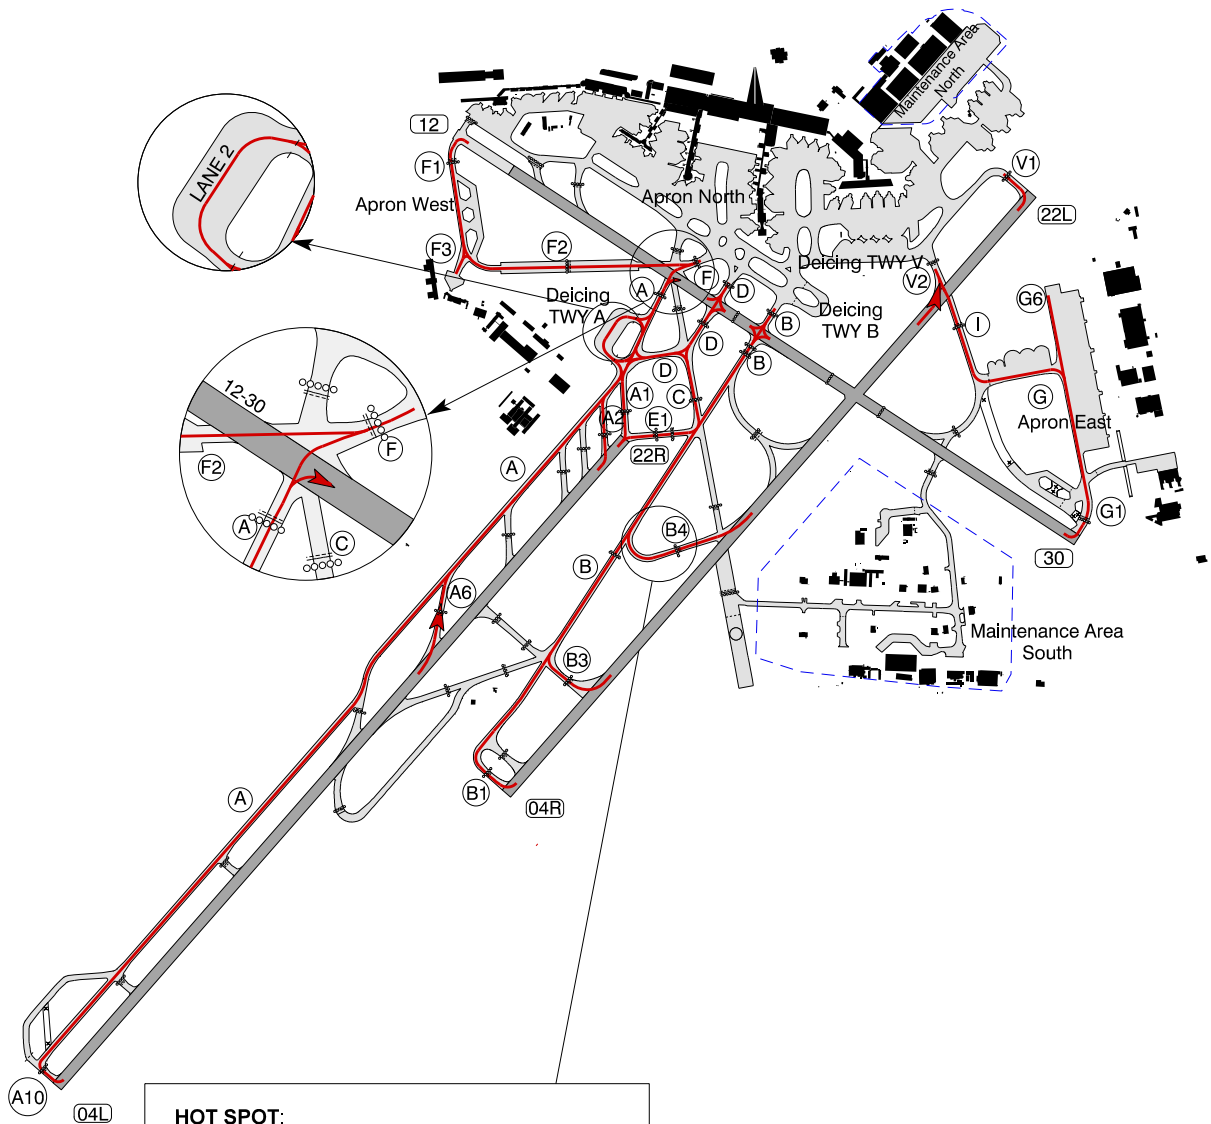 Maintenance Area
North
12
V1
F1
LANE 2
Apron North
Apron West
22L
F3
F2
Deicing TWY V
F
V2
D
A
G6
Deicing
TWY A
Deicing
TWY B
B
I
D
B
D
12-30
A1
C
G
A2
E1
Apron East
F
22R
F2
A
G1
A
B4
C
30
B
A6
Maintenance Area
South
B3
B1
A
04R
A10
04L
HOT SPOT: